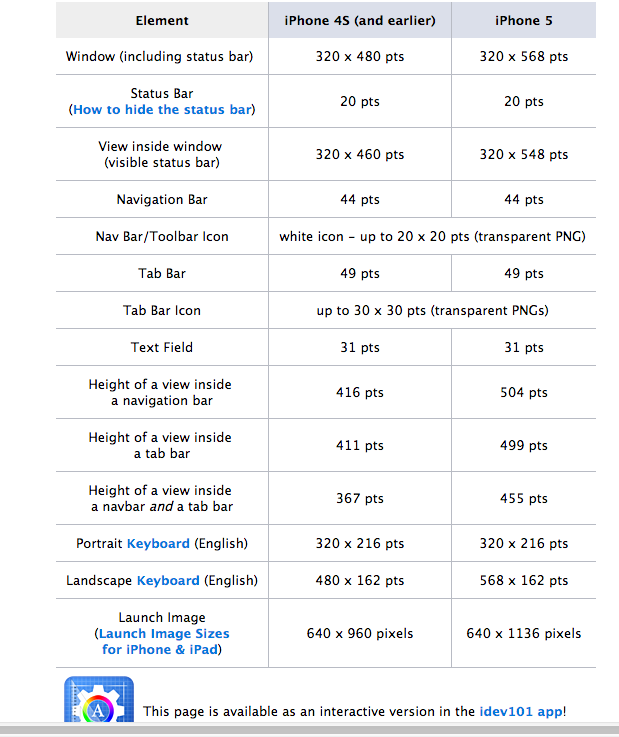 Element iPhone 4S (and earlier) iPhone 5
Window (including status bar) 320 x 480 pts 320 x 568 pts
Status Bar
(How to hide the status bar) 20 pts 20 pts
View inside window
(visible status bar) 320 x 460 pts 320 x 548 pts
Navigation Bar 44 pts 44 pts
Nav Bar/Toolbar Icon white icon – up to 20 x 20 pts (transparent PNG)
Tab Bar 49 pts 49 pts
Tab Bar Icon up to 30 x 30 pts (transparent PNGs)
Text Field 31 pts 31 pts
Height of a view inside
a navigation bar 416 pts 504 pts
Height of a view inside
a tab bar 411 pts 499 pts
Height of a view inside
a navbar and a tab bar 367 pts 455 pts
Portrait Keyboard (English) 320 x 216 pts 320 x 216 pts
Landscape Keyboard (English) 480 x 162 pts 568 x 162 pts
Launch Image
(Launch Image Sizes
for iPhone & iPad) 640 x 960 pixels 640 x 1136 pixels
A
This page is available as an interactive version in the idev101 app!